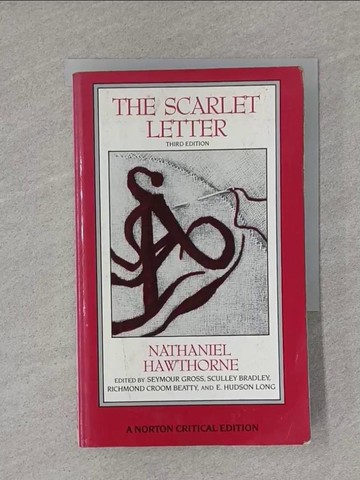 THE SCARLET
LETTER
THIRD EDITION
NATHANIEL
HAWTHORNE
EDITED BY SEYMOUR GROSS, SCULLEY BRADLEY,
RICHMOND CROOM BEATTY, AND E. HUDSON LONG
A NORTON CRITICAL EDITION